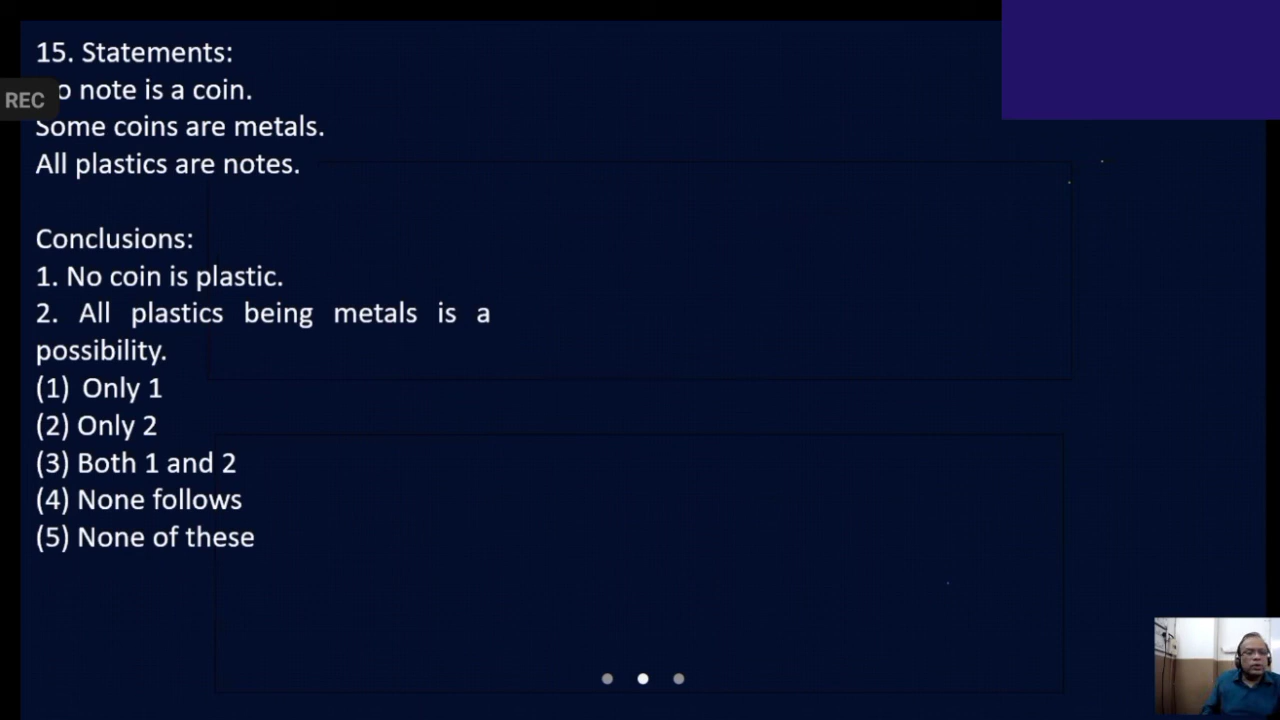 15. Statements:
o note is a coin.
REC
Some coins are metals.
All plastics are notes.
Conclusions:
1. No coin is plastic.
2. All plastics being metals is a
possibility.
(1) Only 1
(2) Only 2
(3) Both 1 and 2
(4) None follows
(5) None of these